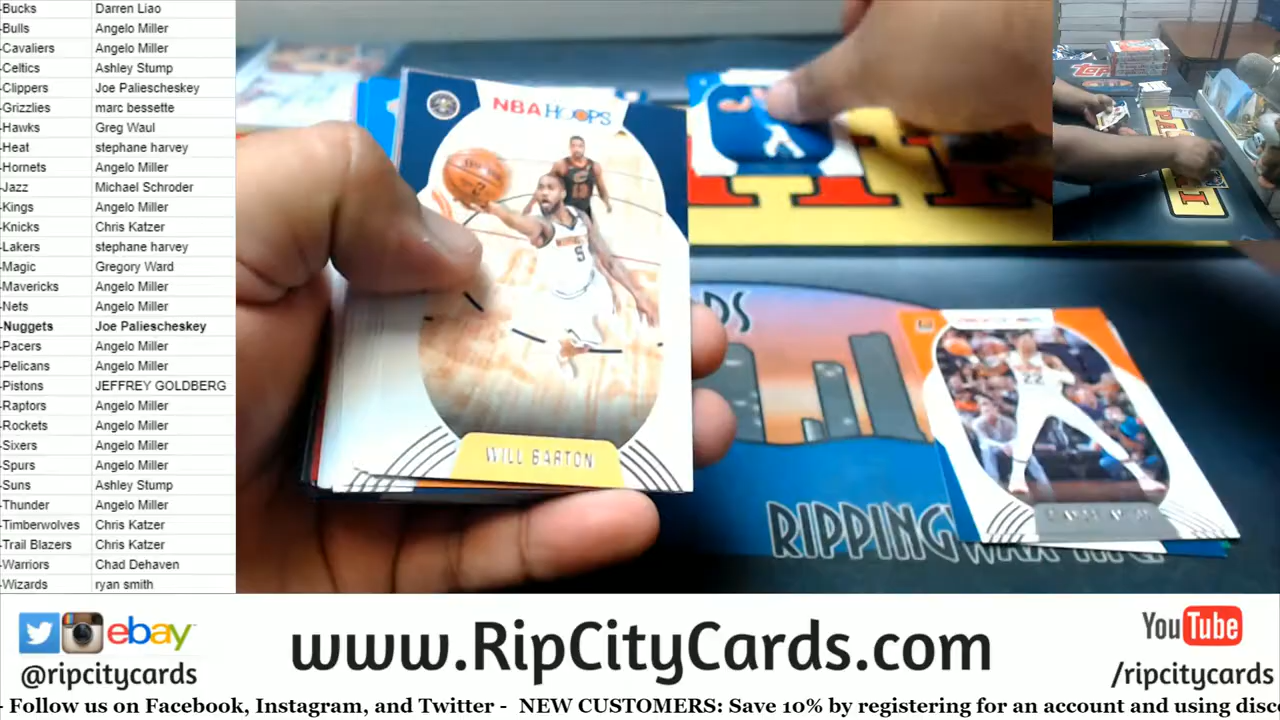 -Bucks Darren Liao
-Bulls Angelo Miller
-Cavaliers Angelo Miller
-Celtics Ashley Stump
-Clippers Joe Paliescheskey
-Grizzlies marc bessette
-Hawks Greg Waul
-Heat stephane harvey
-Hornets Angelo Miller
-Jazz Michael Schroder
-Kings Angelo Miller
-Knicks Chris Katzer
-Lakers stephane harvey
-Magic Gregory Ward
-Mavericks Angelo Miller
-Nets Angelo Miller
-Nuggets Joe Paliescheskey
-Pacers Angelo Miller
-Pelicans Angelo Miller
-Pistons JEFFREY GOLDBERG
-Raptors Angelo Miller
-Rockets Angelo Miller
-Sixers Angelo Miller
-Spurs Angelo Miller
-Suns Ashley Stump
-Thunder Angelo Miller
-Timberwolves Chris Katzer
-Trail Blazers Chris Katzer
-Warriors Chad Dehaven
-Wizards ryan smith
NBA HOOPS
5
WILL BARTON
22
RIPPING WAX
ebay
@ripcitycards
www.RipCityCards.com
YouTube
/ripcitycards
- Follow us on Facebook, Instagram, and Twitter - NEW CUSTOMERS: Save 10% by registering for an account and using disc